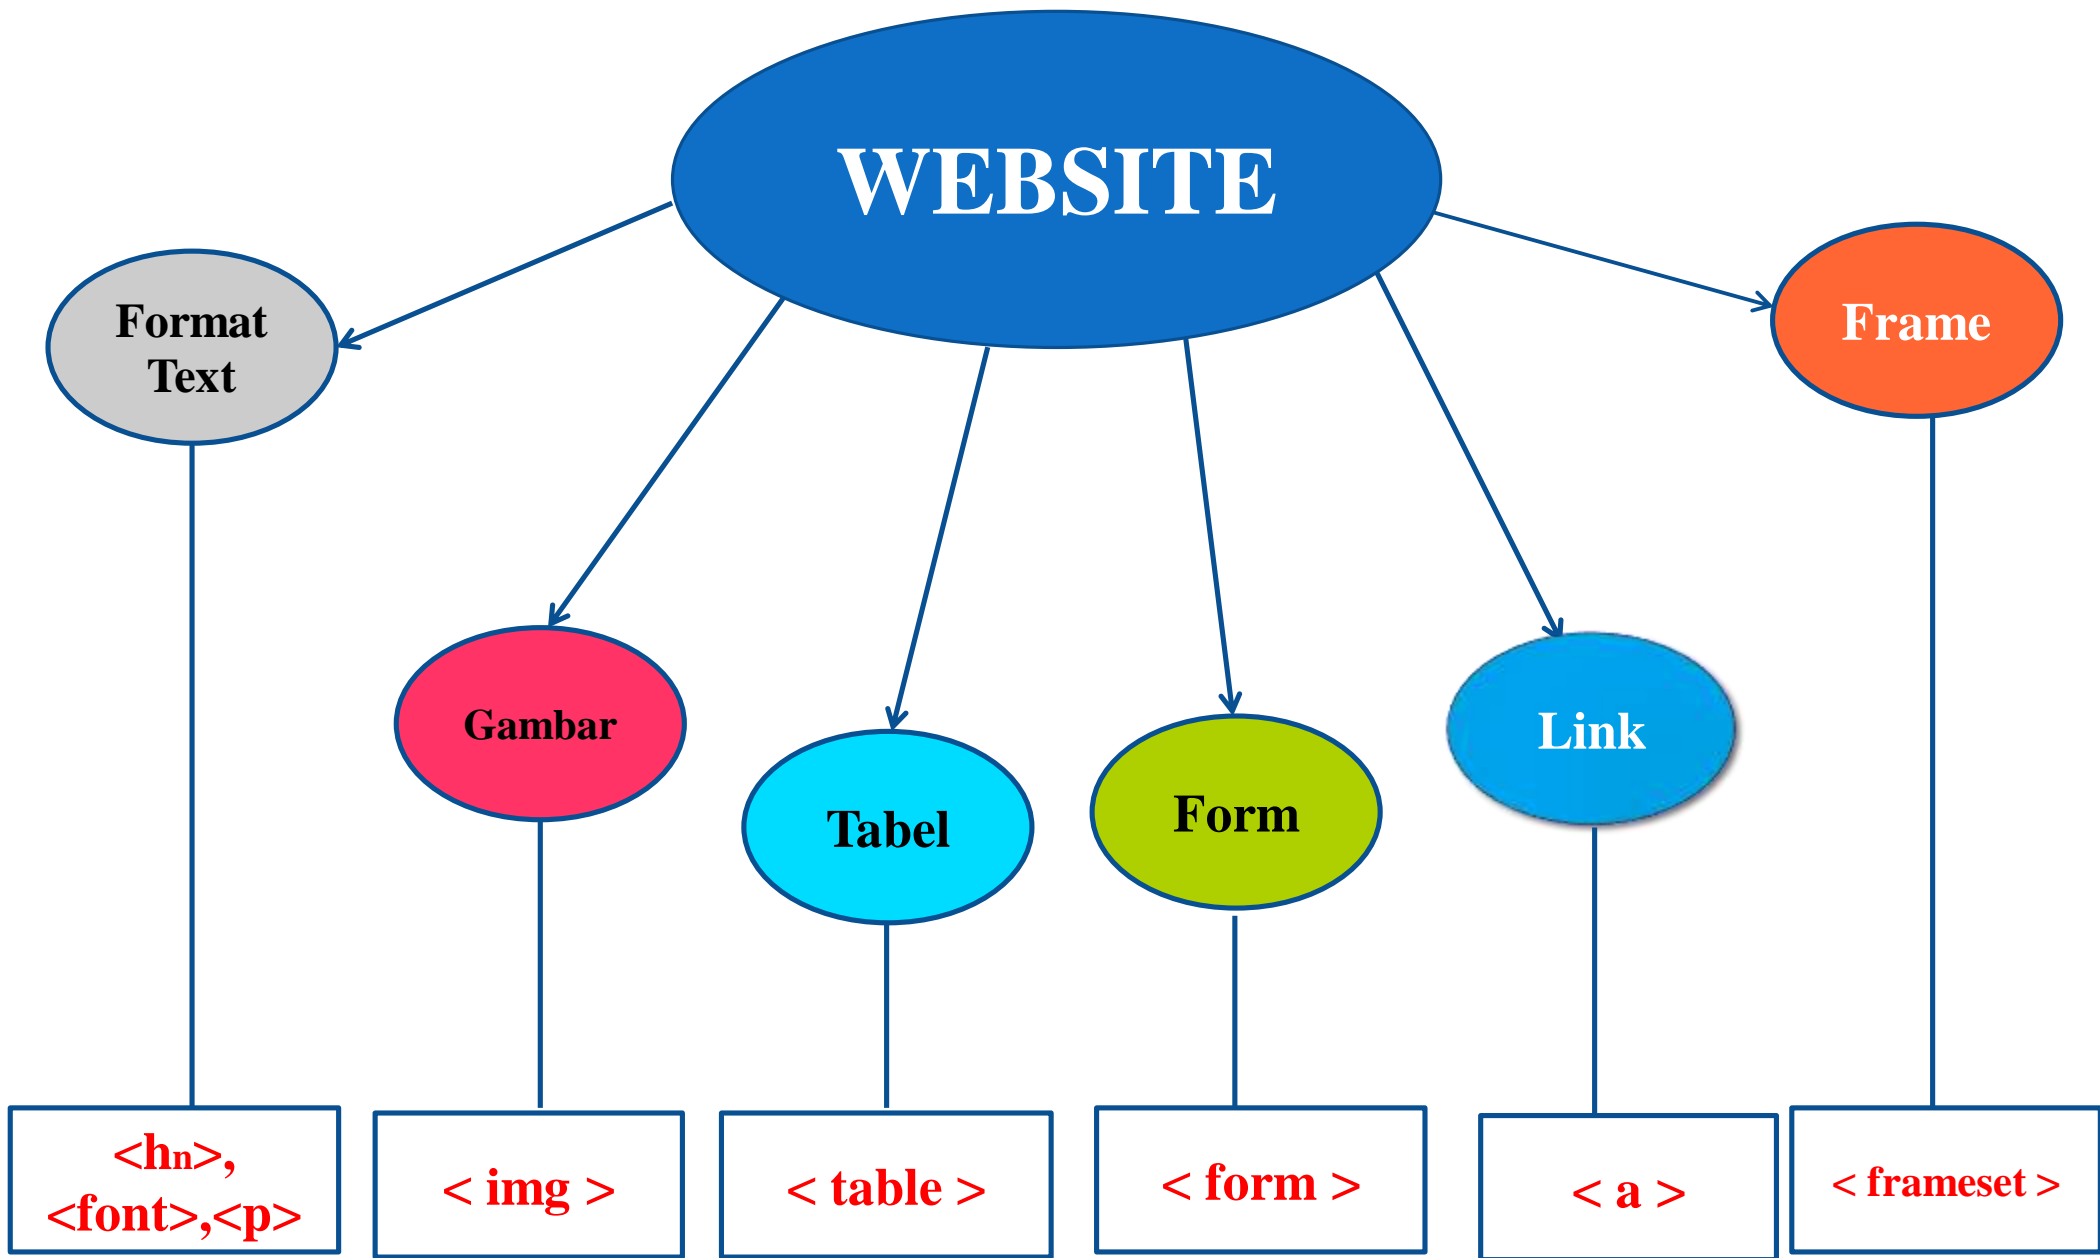 WEBSITE
Format
Text
Frame
Gambar
Link
Tabel
Form
<hn>,
<font>,<p>
< img >
< table >
< form >
< a >
< frameset >